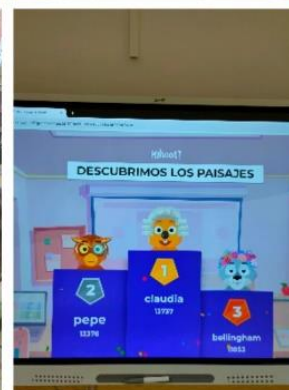 Kahoot!
DESCUBRIMOS LOS PAISAJES
1
claudia
2
pepe
3
bellingham